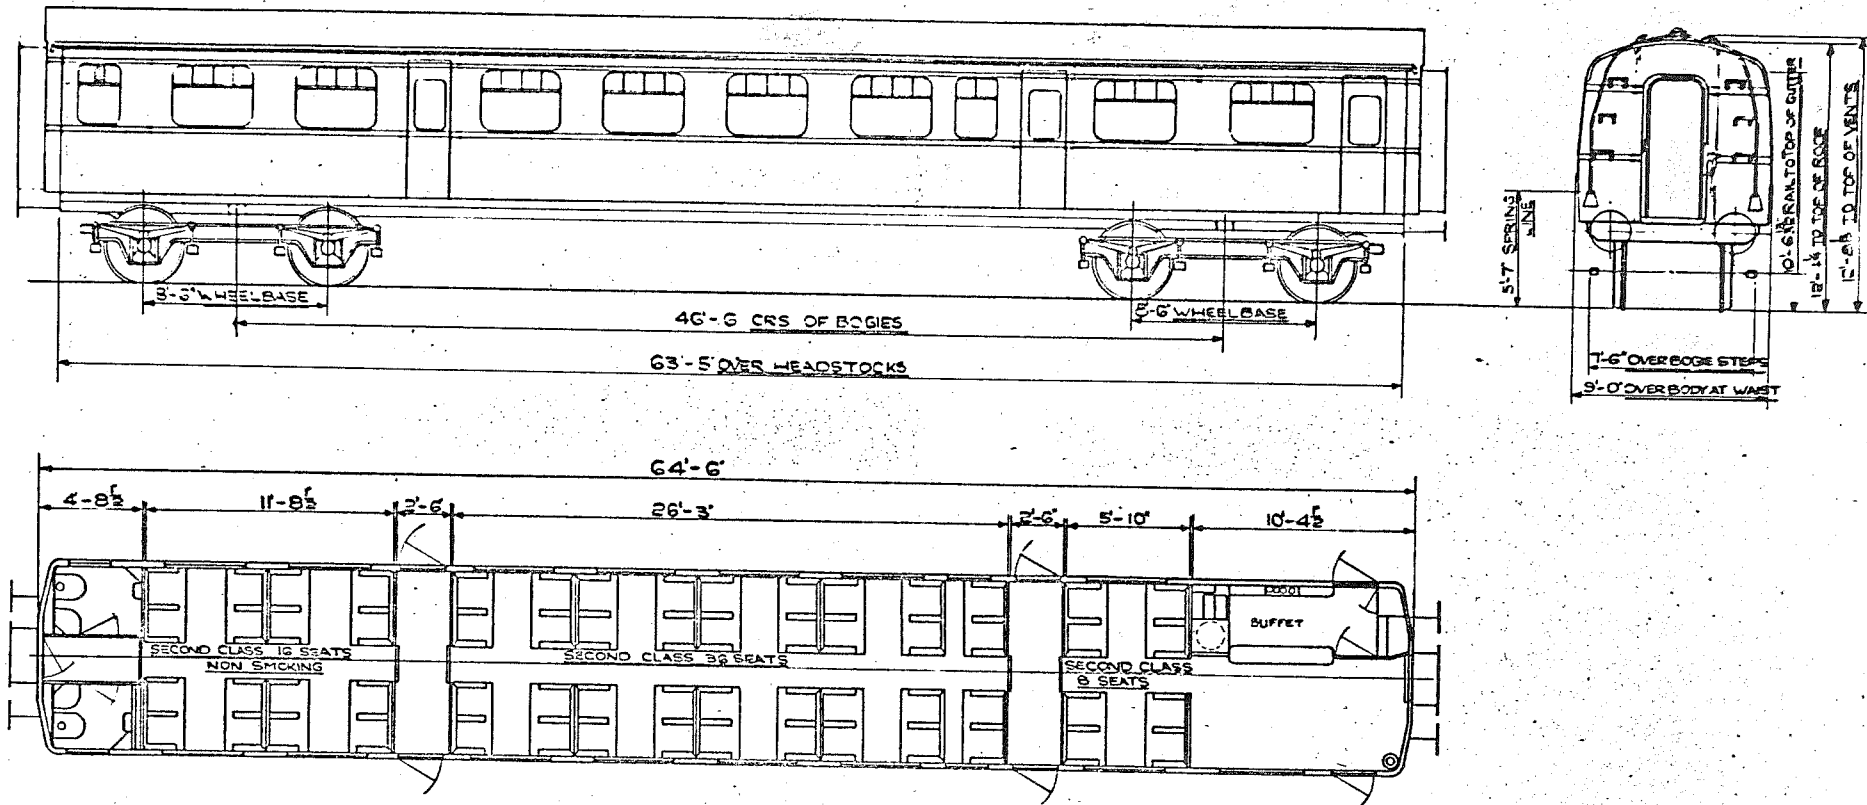 8'-6" WHEELBASE
46'-6 CRS OF BOGIES
8'-6" WHEELBASE
63'-5 OVER HEADSTOCKS
5'-7" SPRING
LINE
RAIL TO TOP OF GUTTER
TO TOP OF ROOF
TO TOP OF VENTS
7'-6" OVER BOGIE STEPS
9'-0" OVER BODY AT WAIST
64'-6"
4'-8½"
11'-8½"
2'-6"
26'-3"
2'-6"
5'-10"
10'-4½"
SECOND CLASS 16 SEATS
NON SMOKING
SECOND CLASS 36 SEATS
SECOND CLASS
8 SEATS
BUFFET